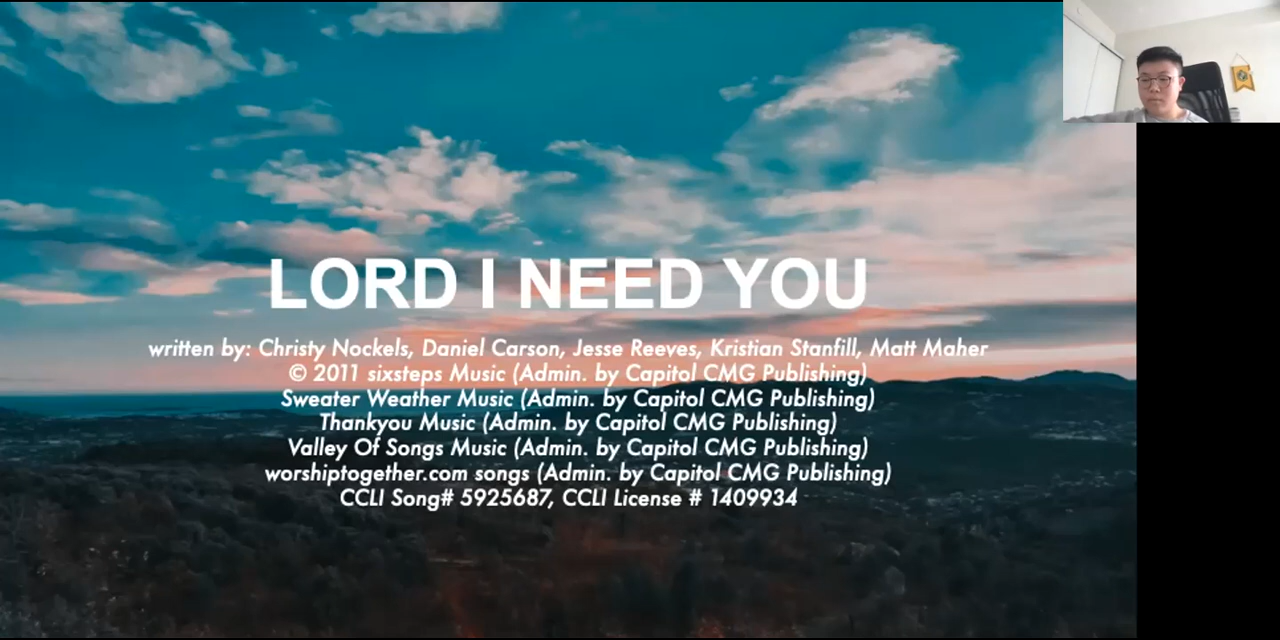 LORD I NEED YOU
written by: Christy Nockels, Daniel Carson, Jesse Reeves, Kristian Stanfill, Matt Maher
© 2011 sixsteps Music (Admin. by Capitol CMG Publishing)
Sweater Weather Music (Admin. by Capitol CMG Publishing)
Thankyou Music (Admin. by Capitol CMG Publishing)
Valley Of Songs Music (Admin. by Capitol CMG Publishing)
worshiptogether.com songs (Admin. by Capitol CMG Publishing)
CCLI Song# 5925687, CCLI License # 1409934